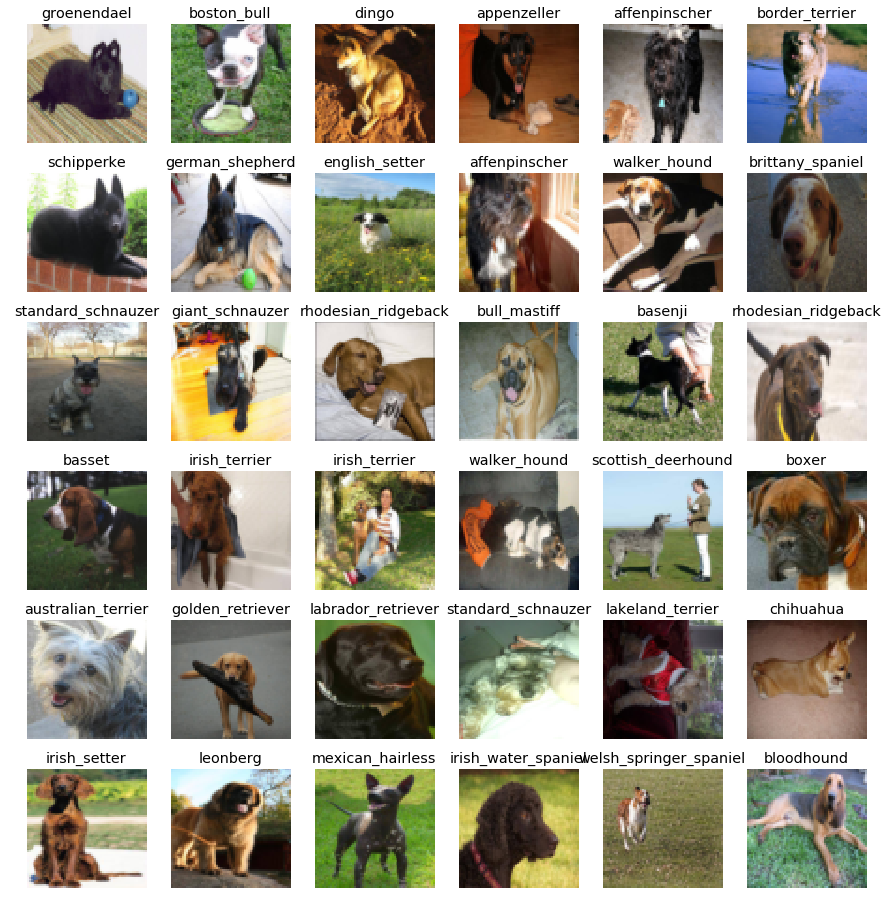 groenendael
boston_bull
dingo
appenzeller
affenpinscher
border_terrier
schipperke
german_shepherd
english_setter
affenpinscher
walker_hound
brittany_spaniel
standard_schnauzer
giant_schnauzer
rhodesian_ridgeback
bull_mastiff
basenji
rhodesian_ridgeback
basset
irish_terrier
irish_terrier
walker_hound
scottish_deerhound
boxer
australian_terrier
golden_retriever
labrador_retriever
standard_schnauzer
lakeland_terrier
chihuahua
irish_setter
leonberg
mexican_hairless
irish_water_spaniel
welsh_springer_spaniel
bloodhound